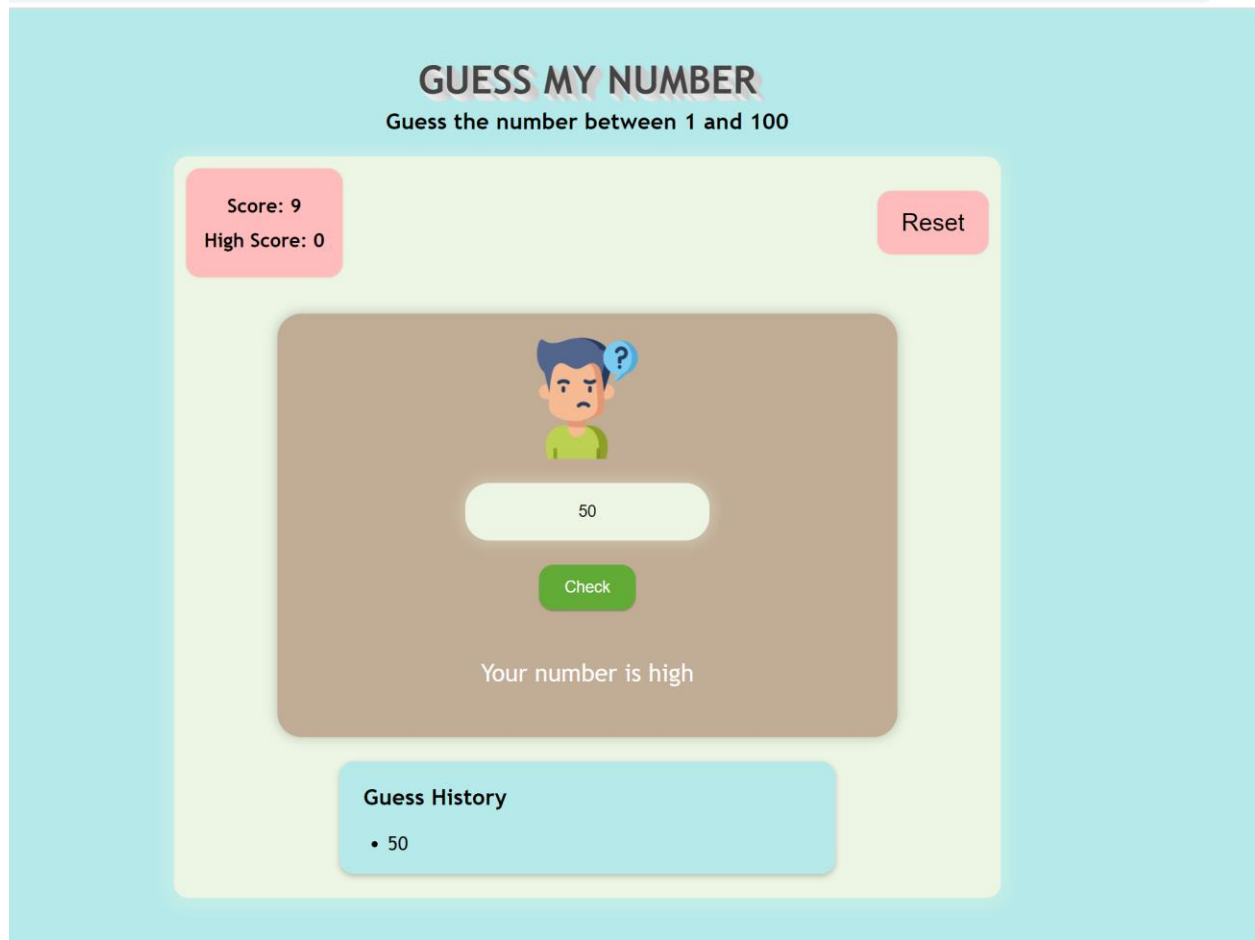 GUESS MY NUMBER
Guess the number between 1 and 100
Score: 9
High Score: 0
Reset
?
50
Check
Your number is high
Guess History
• 50